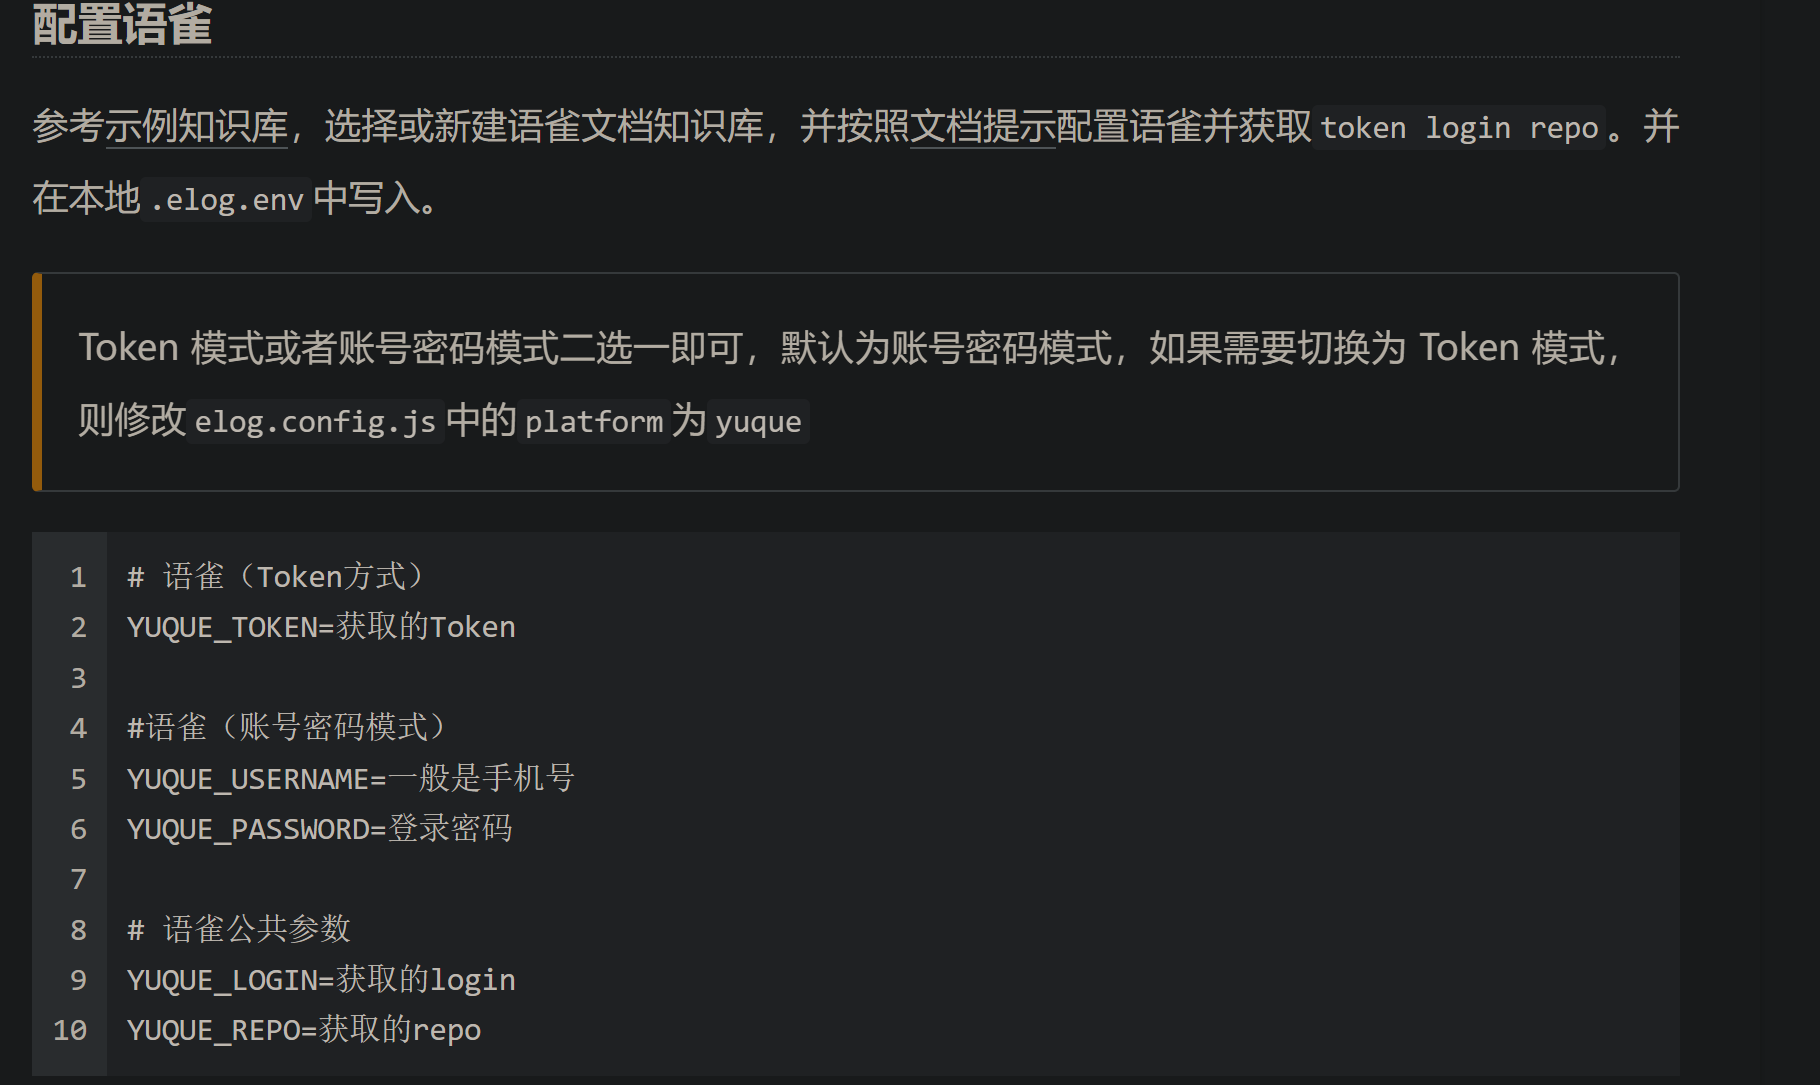 配置语雀
参考示例知识库，选择或新建语雀文档知识库，并按照文档提示配置语雀并获取 token login repo 。并
在本地 .elog.env 中写入。
Token 模式或者账号密码模式二选一即可，默认为账号密码模式，如果需要切换为 Token 模式，
则修改 elog.config.js 中的 platform 为 yuque
1 # 语雀（Token方式）
2 YUQUE_TOKEN=获取的Token
3
4 #语雀（账号密码模式）
5 YUQUE_USERNAME=一般是手机号
6 YUQUE_PASSWORD=登录密码
7
8 # 语雀公共参数
9 YUQUE_LOGIN=获取的login
10 YUQUE_REPO=获取的repo